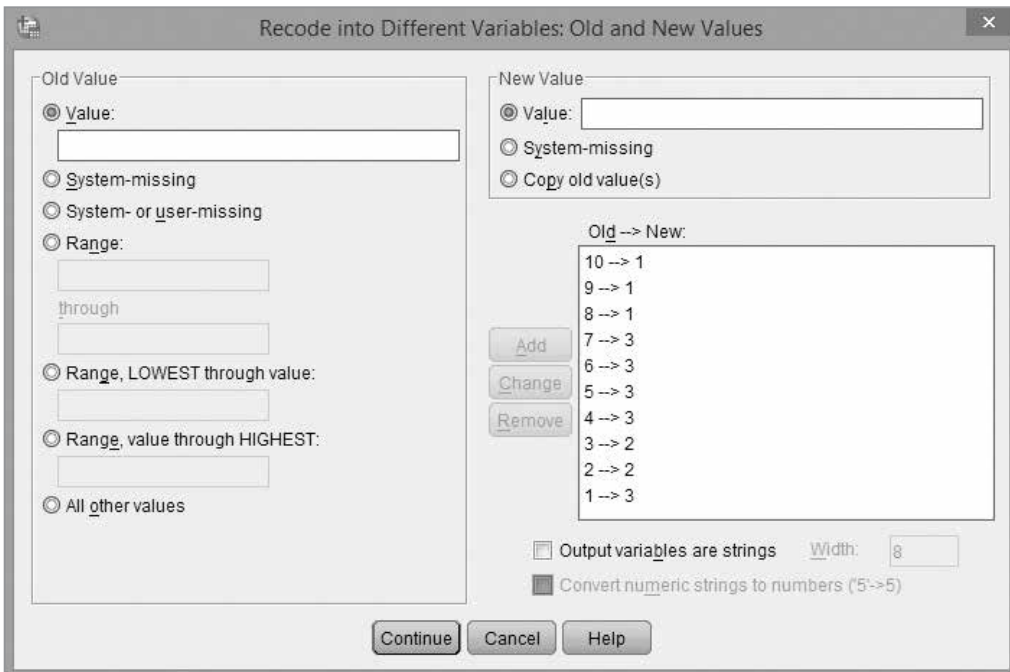 Recode into Different Variables: Old and New Values
Old Value
Value:
System-missing
System- or user-missing
Range:
through
Range, LOWEST through value:
Range, value through HIGHEST:
All other values
New Value
Value:
System-missing
Copy old value(s)
Old --> New:
10 --> 1
9 --> 1
8 --> 1
7 --> 3
6 --> 3
5 --> 3
4 --> 3
3 --> 2
2 --> 2
1 --> 3
Add
Change
Remove
Output variables are strings Width: 8
Convert numeric strings to numbers ('5'->5)
Continue Cancel Help